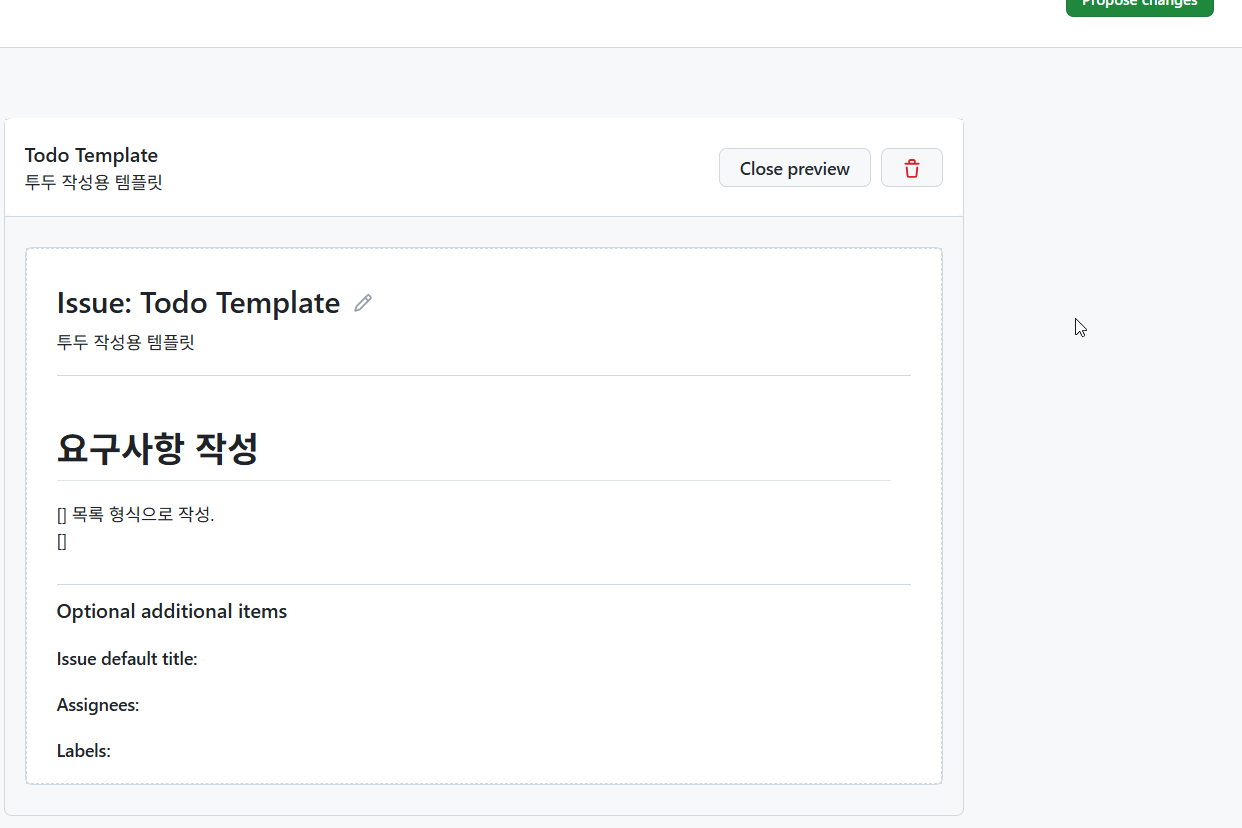 Propose changes
Todo Template
투두 작성용 템플릿
Close preview
Issue: Todo Template
투두 작성용 템플릿
요구사항 작성
[] 목록 형식으로 작성.
[]
Optional additional items
Issue default title:
Assignees:
Labels: